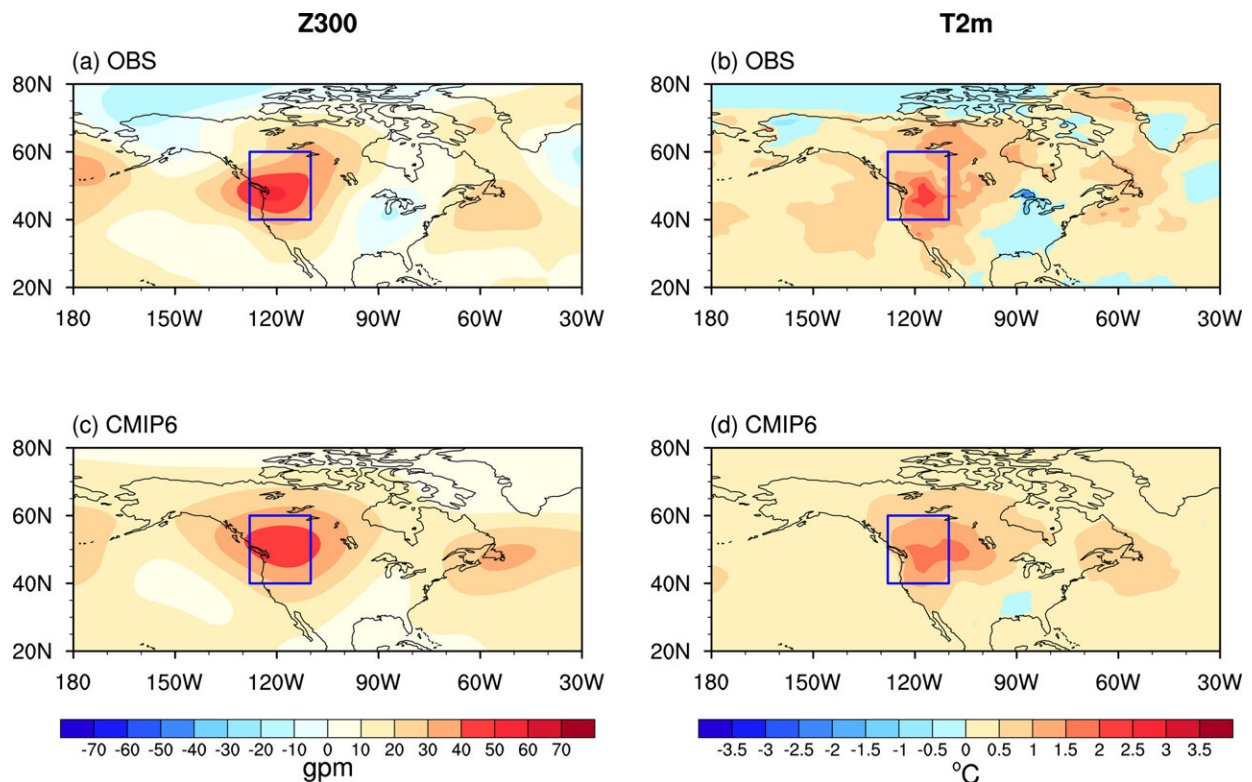 Z300 T2m
(a) OBS (b) OBS
80N 80N
60N 60N
40N 40N
20N 20N
180 150W 120W 90W 60W 30W 180 150W 120W 90W 60W 30W
(c) CMIP6 (d) CMIP6
80N 80N
60N 60N
40N 40N
20N 20N
180 150W 120W 90W 60W 30W 180 150W 120W 90W 60W 30W
-70 -60 -50 -40 -30 -20 -10 0 10 20 30 40 50 60 70 -3.5 -3 -2.5 -2 -1.5 -1 -0.5 0 0.5 1 1.5 2 2.5 3 3.5
gpm °C